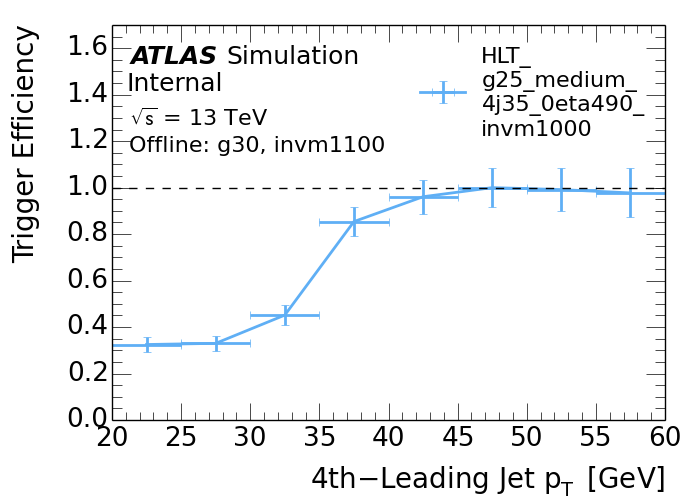 Trigger Efficiency
1.6
1.4
1.2
1.0
0.8
0.6
0.4
0.2
0.0
ATLAS Simulation
Internal
√s = 13 TeV
Offline: g30, invm1100
HLT_
g25_medium_
4j35_0eta490_
invm1000
20 25 30 35 40 45 50 55 60
4th−Leading Jet pT [GeV]